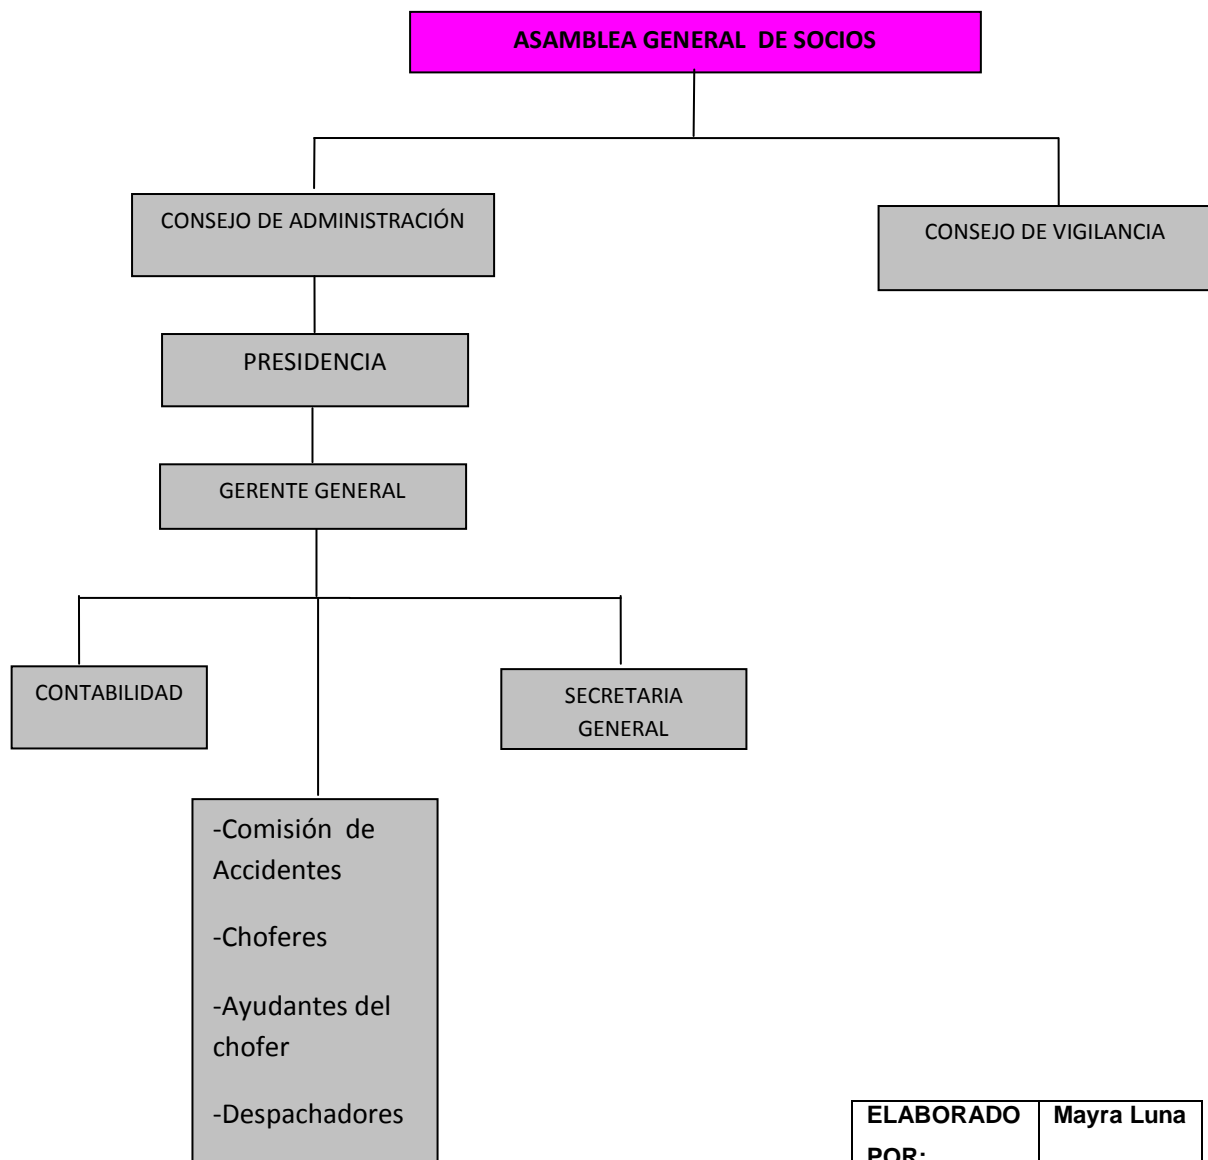 ASAMBLEA GENERAL  DE SOCIOS
CONSEJO DE ADMINISTRACIÓN
CONSEJO DE VIGILANCIA
PRESIDENCIA
GERENTE GENERAL
CONTABILIDAD
SECRETARIA
GENERAL
-Comisión  de
Accidentes
-Choferes
-Ayudantes del
chofer
-Despachadores
ELABORADO
POR:
Mayra Luna